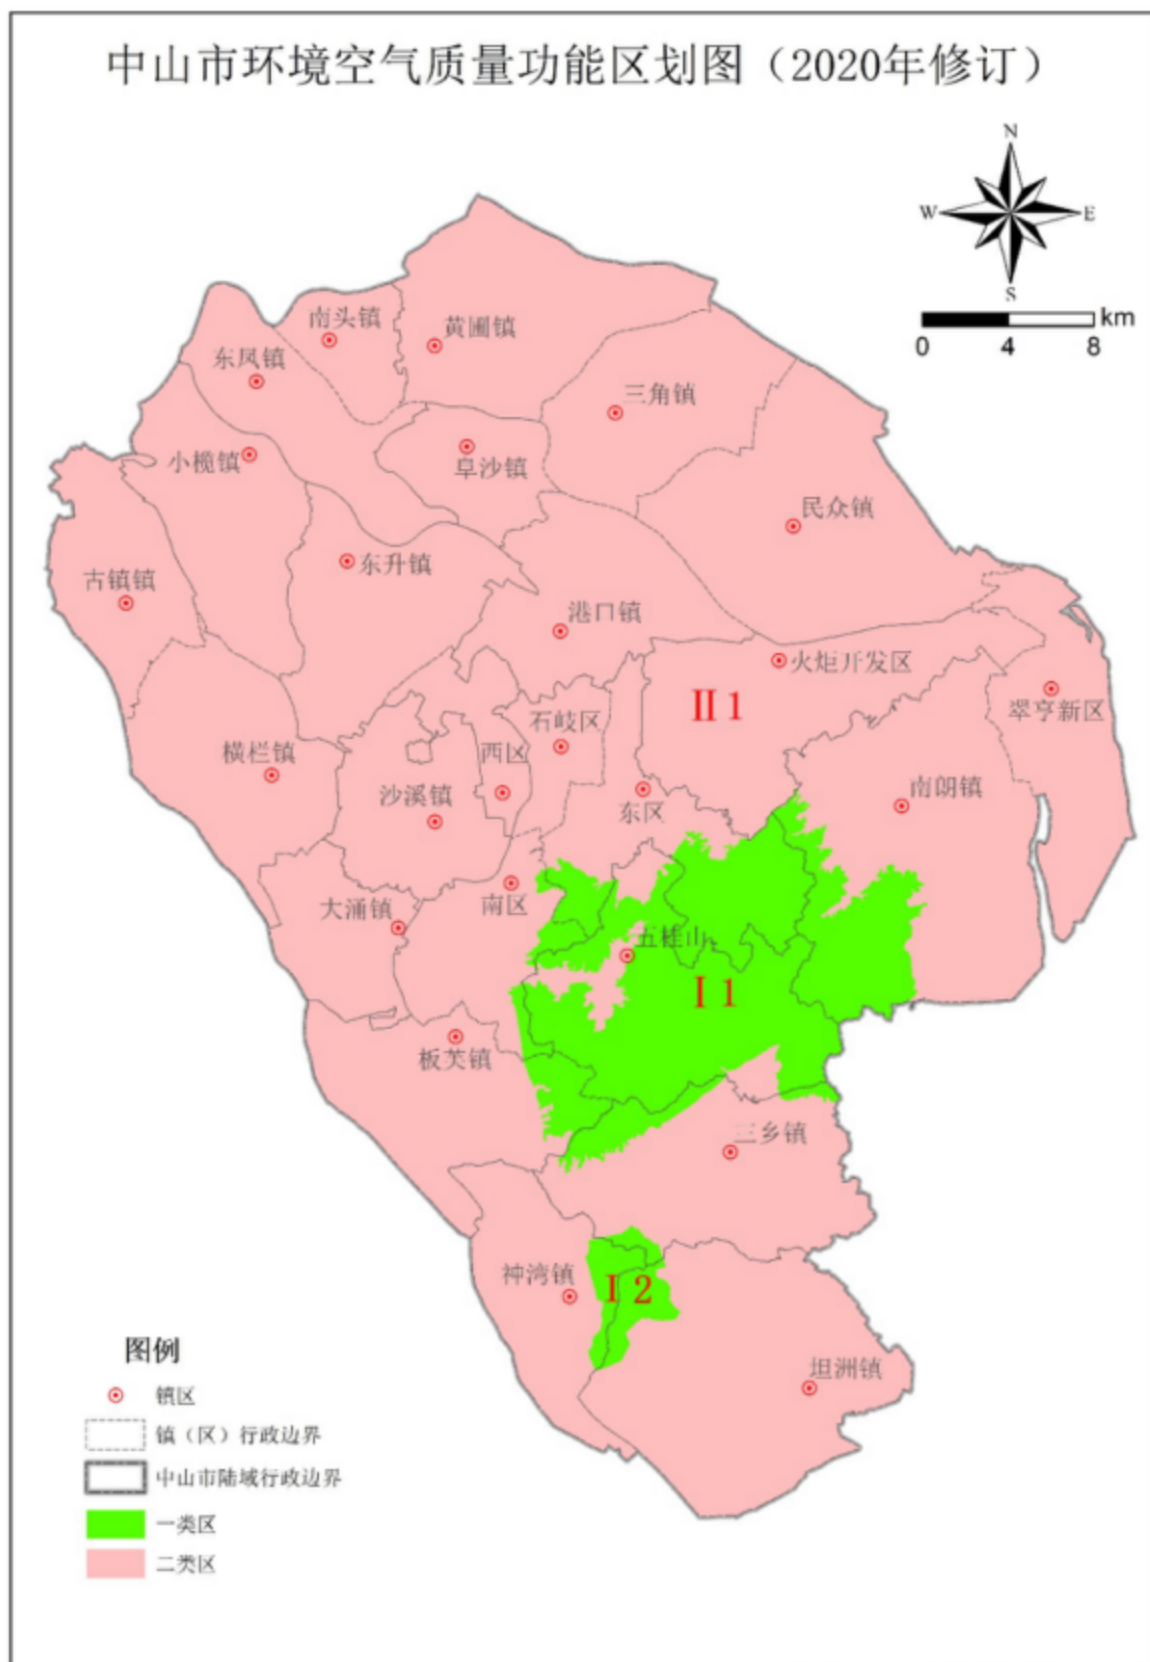 中山市环境空气质量功能区划图（2020年修订）
N
W
E
S
km
0 4 8
南头镇
黄圃镇
东凤镇
三角镇
小榄镇
阜沙镇
民众镇
东升镇
古镇镇
港口镇
火炬开发区
II 1
翠亨新区
石岐区
横栏镇
西区
沙溪镇
东区
南朗镇
南区
大涌镇
五桂山
I 1
板芙镇
三乡镇
神湾镇
I 2
坦洲镇
图例
镇区
镇（区）行政边界
中山市陆域行政边界
一类区
二类区